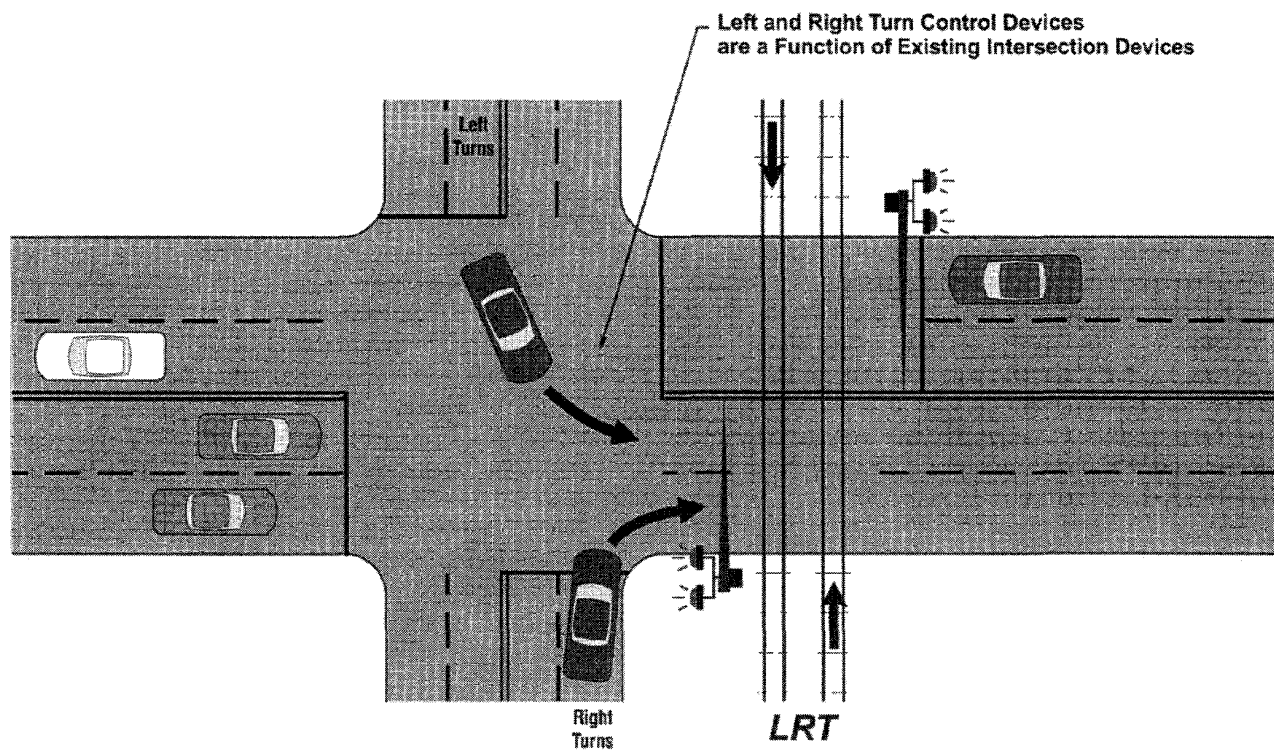 Left and Right Turn Control Devices
are a Function of Existing Intersection Devices
Left
Turns
Right
Turns
LRT